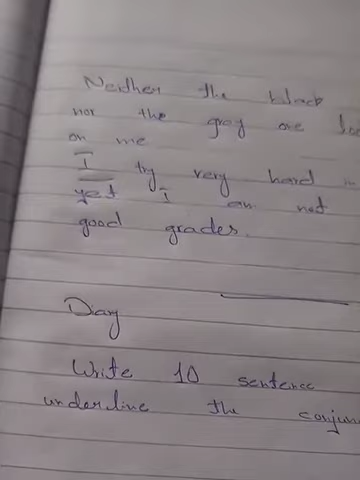 Neither the black
nor the grey one
on me
I try very hard
yet I am not
good grades.
Day
Write 10 sentence
underline the